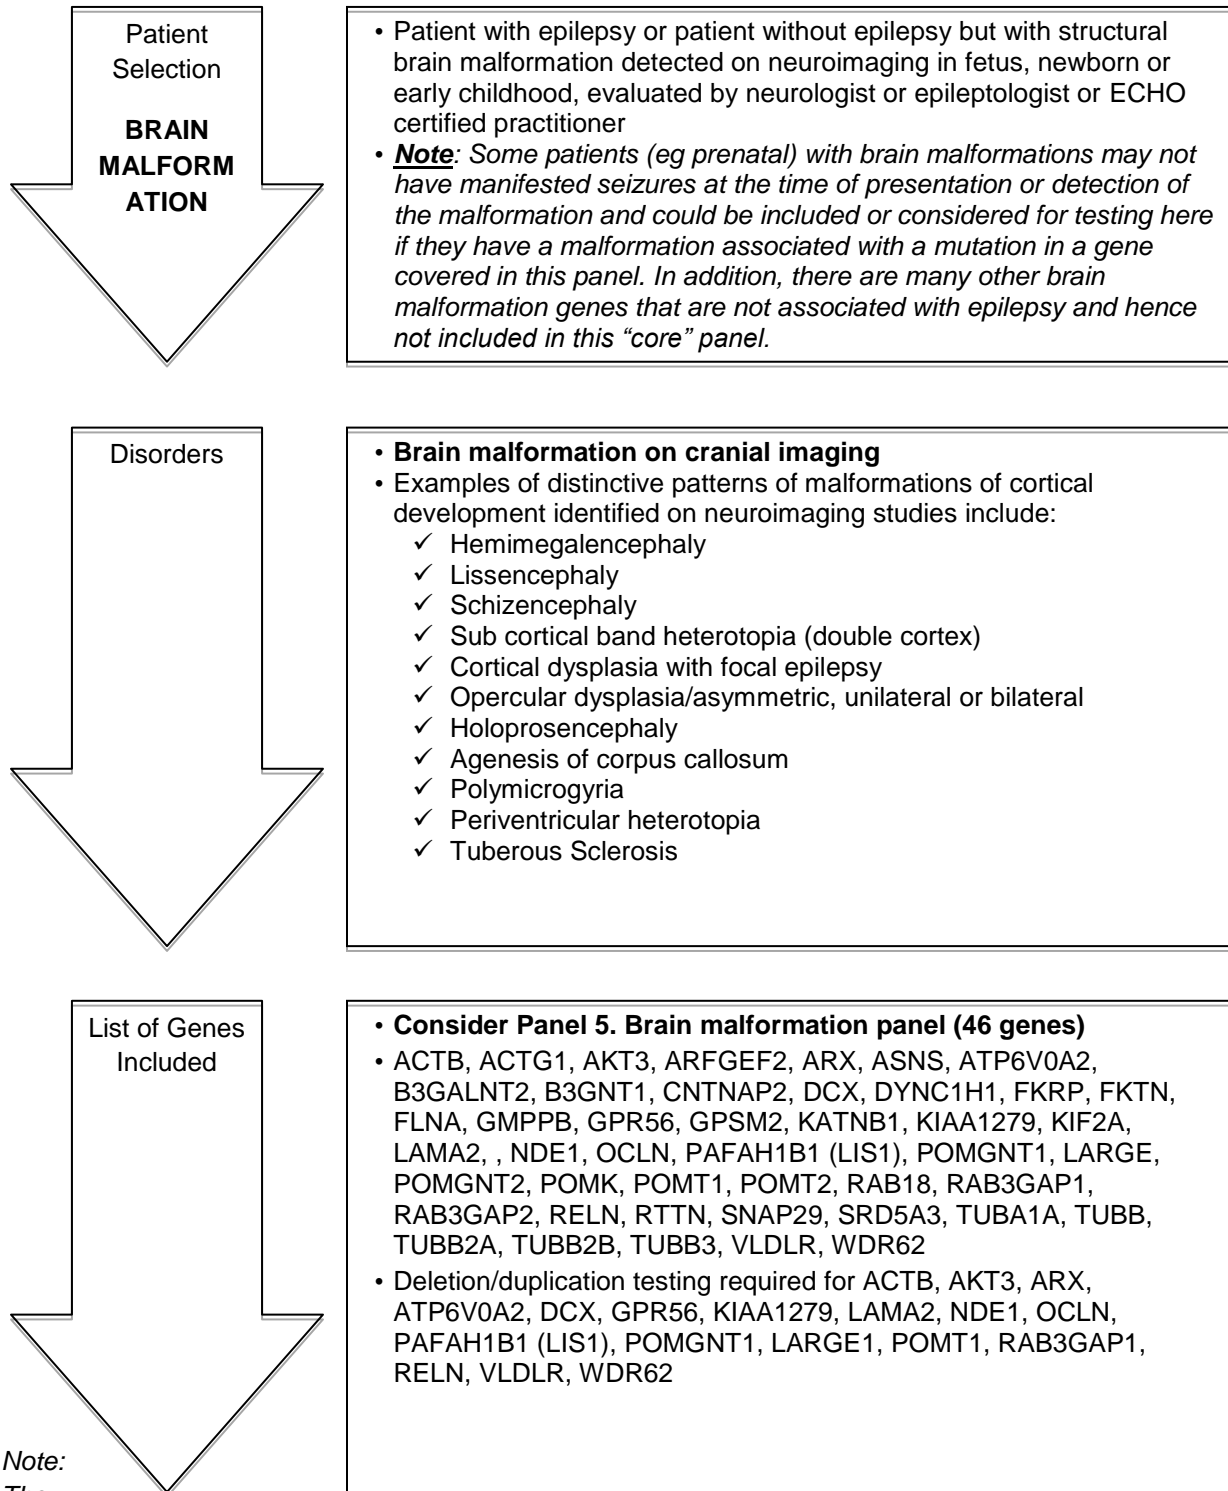 Patient
Selection
BRAIN
MALFORM
ATION
• Patient with epilepsy or patient without epilepsy but with structural
brain malformation detected on neuroimaging in fetus, newborn or
early childhood, evaluated by neurologist or epileptologist or ECHO
certified practitioner
• Note: Some patients (eg prenatal) with brain malformations may not
have manifested seizures at the time of presentation or detection of
the malformation and could be included or considered for testing here
if they have a malformation associated with a mutation in a gene
covered in this panel. In addition, there are many other brain
malformation genes that are not associated with epilepsy and hence
not included in this “core” panel.
Disorders
• Brain malformation on cranial imaging
• Examples of distinctive patterns of malformations of cortical
development identified on neuroimaging studies include:
✓ Hemimegalencephaly
✓ Lissencephaly
✓ Schizencephaly
✓ Sub cortical band heterotopia (double cortex)
✓ Cortical dysplasia with focal epilepsy
✓ Opercular dysplasia/asymmetric, unilateral or bilateral
✓ Holoprosencephaly
✓ Agenesis of corpus callosum
✓ Polymicrogyria
✓ Periventricular heterotopia
✓ Tuberous Sclerosis
List of Genes
Included
• Consider Panel 5. Brain malformation panel (46 genes)
• ACTB, ACTG1, AKT3, ARFGEF2, ARX, ASNS, ATP6V0A2,
B3GALNT2, B3GNT1, CNTNAP2, DCX, DYNC1H1, FKRP, FKTN,
FLNA, GMPPB, GPR56, GPSM2, KATNB1, KIAA1279, KIF2A,
LAMA2, , NDE1, OCLN, PAFAH1B1 (LIS1), POMGNT1, LARGE,
POMGNT2, POMK, POMT1, POMT2, RAB18, RAB3GAP1,
RAB3GAP2, RELN, RTTN, SNAP29, SRD5A3, TUBA1A, TUBB,
TUBB2A, TUBB2B, TUBB3, VLDLR, WDR62
• Deletion/duplication testing required for ACTB, AKT3, ARX,
ATP6V0A2, DCX, GPR56, KIAA1279, LAMA2, NDE1, OCLN,
PAFAH1B1 (LIS1), POMGNT1, LARGE1, POMT1, RAB3GAP1,
RELN, VLDLR, WDR62
Note: